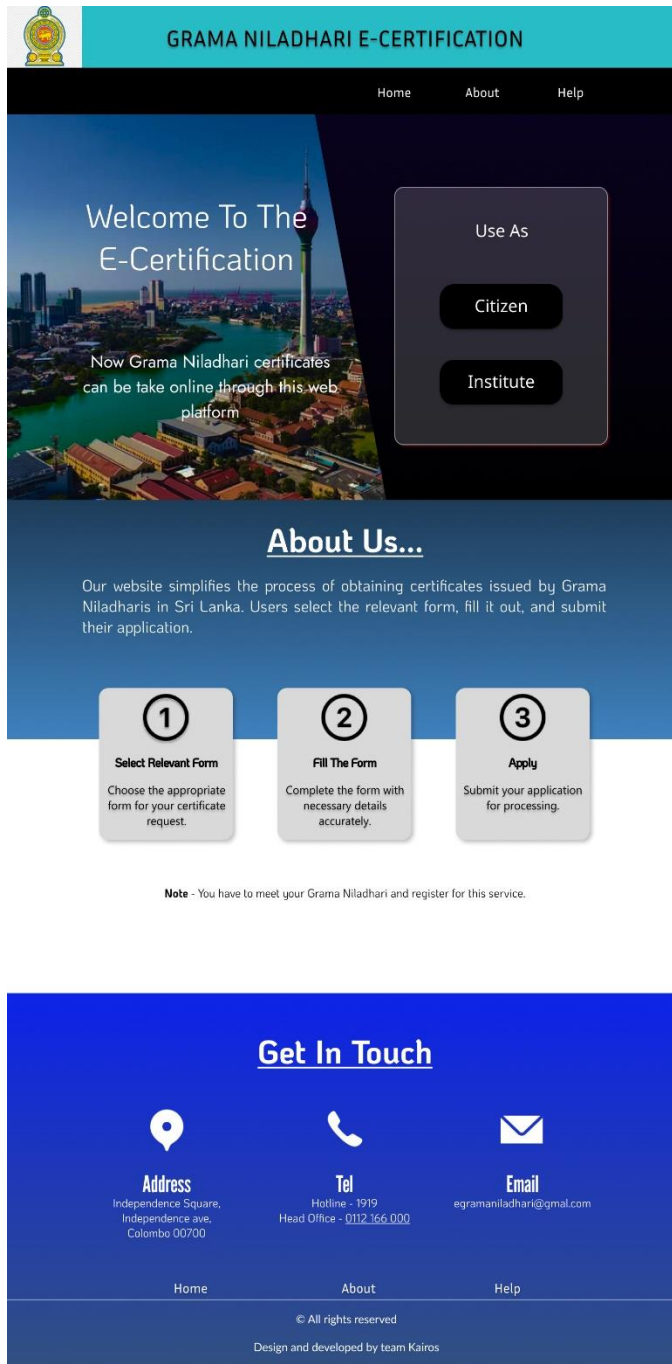 GRAMA NILADHARI E-CERTIFICATION
Home About Help
Welcome To The
E-Certification
Now Grama Niladhari certificates
can be take online through this web
platform
Use As
Citizen
Institute
About Us...
Our website simplifies the process of obtaining certificates issued by Grama
Niladharis in Sri Lanka. Users select the relevant form, fill it out, and submit
their application.
1
Select Relevant Form
Choose the appropriate
form for your certificate
request.
2
Fill The Form
Complete the form with
necessary details
accurately.
3
Apply
Submit your application
for processing.
Note - You have to meet your Grama Niladhari and register for this service.
Get In Touch
Address
Independence Square,
Independence ave,
Colombo 00700
Tel
Hotline - 1919
Head Office - 0112 166 000
Email
egramaniladhari@gmal.com
Home About Help
© All rights reserved
Design and developed by team Kairos